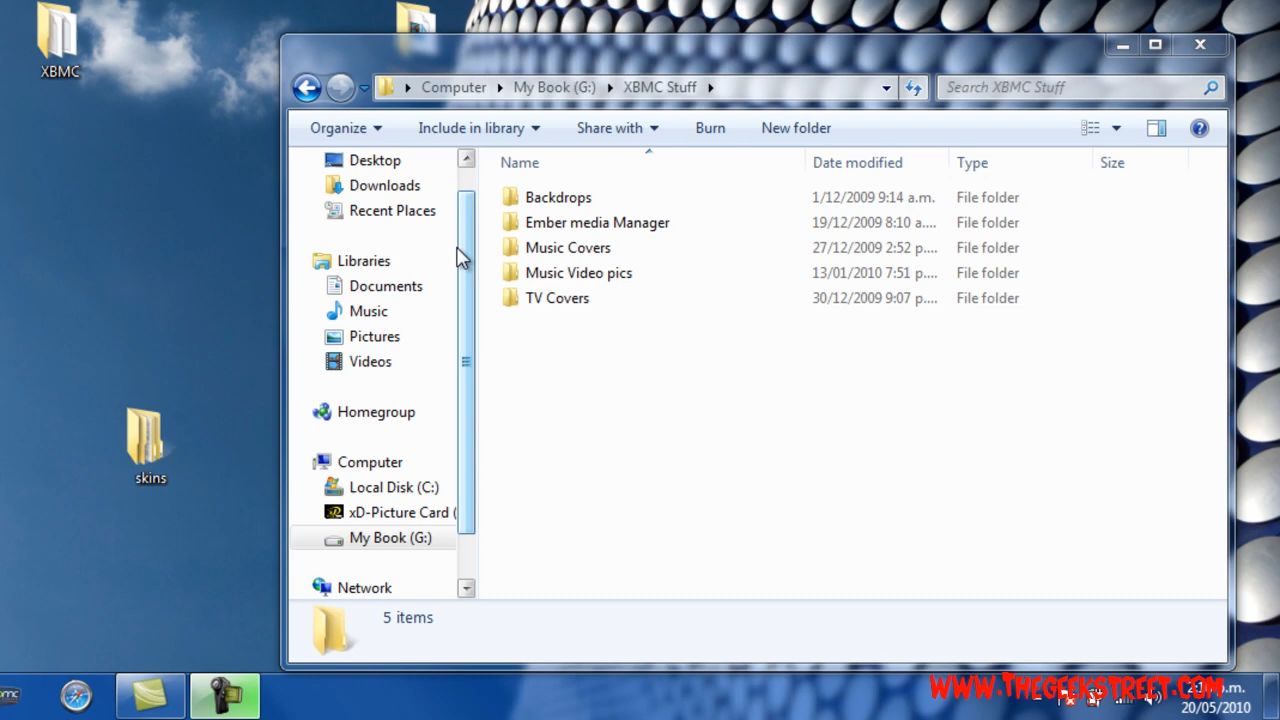 XBMC
Computer My Book (G:) XBMC Stuff
Search XBMC Stuff
Organize Include in library Share with Burn New folder
Name Date modified Type Size
Desktop
Downloads
Recent Places
Libraries
Documents
Music
Pictures
Videos
Homegroup
Computer
Local Disk (C:)
xD-Picture Card (
My Book (G:)
Network
Backdrops 1/12/2009 9:14 a.m. File folder
Ember media Manager 19/12/2009 8:10 a.... File folder
Music Covers 27/12/2009 2:52 p.... File folder
Music Video pics 13/01/2010 7:51 p.... File folder
TV Covers 30/12/2009 9:07 p.... File folder
skins
5 items
www.Thegeekstreet.com
20/05/2010